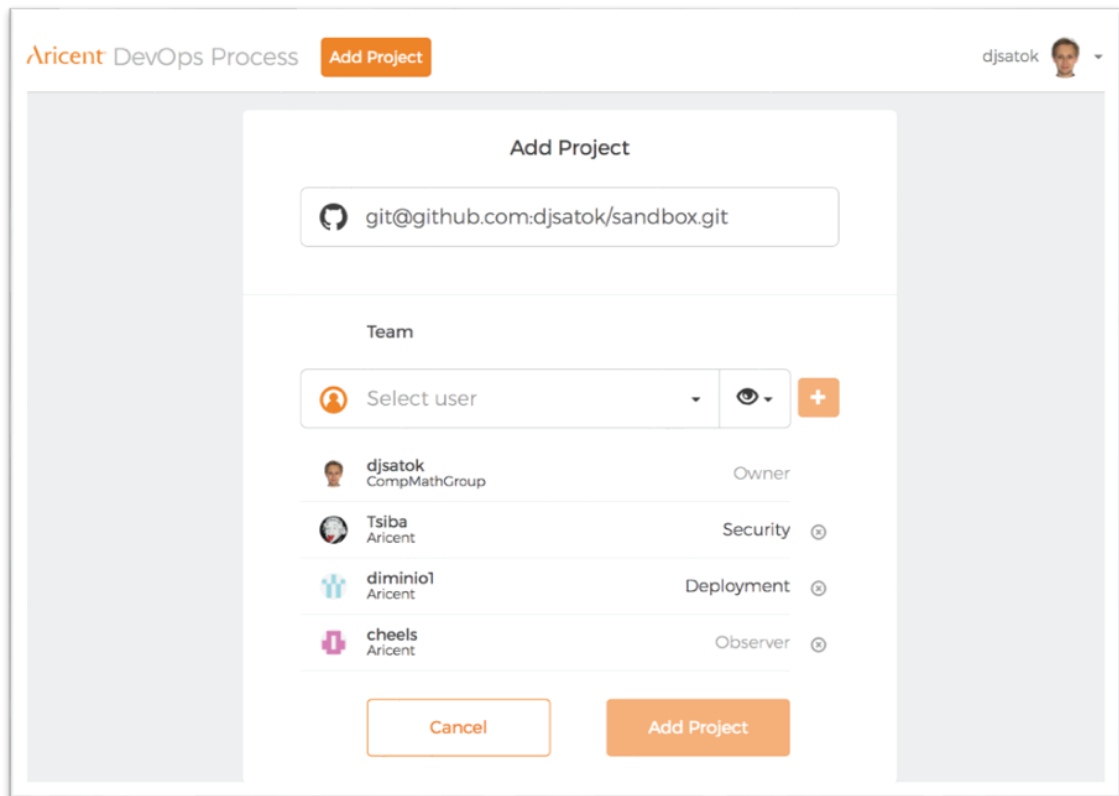 Aricent DevOps Process Add Project djsatok
Add Project
git@github.com:djsatok/sandbox.git
Team
Select user
djsatok
CompMathGroup
Owner
Tsiba
Aricent
Security
diminio1
Aricent
Deployment
cheels
Aricent
Observer
Cancel Add Project